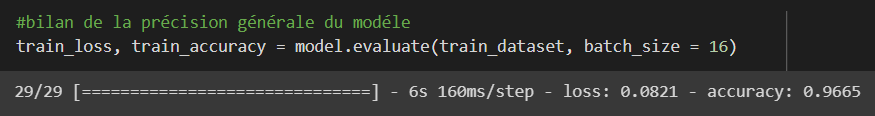 #bilan de la précision générale du modéle
train_loss, train_accuracy = model.evaluate(train_dataset, batch_size = 16)
29/29 [==============================] - 6s 160ms/step - loss: 0.0821 - accuracy: 0.9665